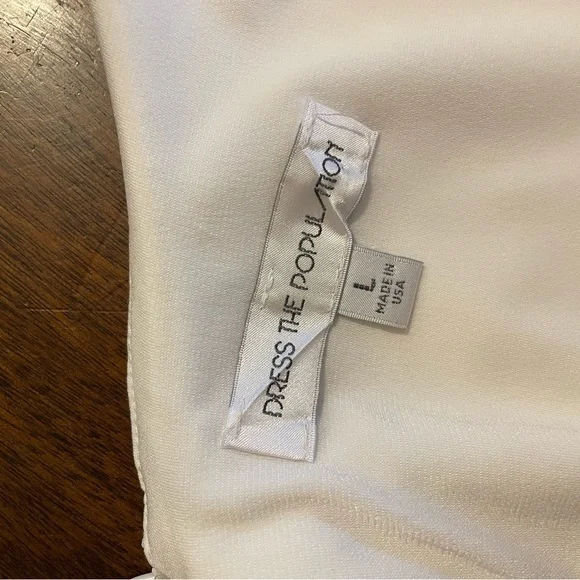 DRESS THE POPULATION
L
MADE IN
USA